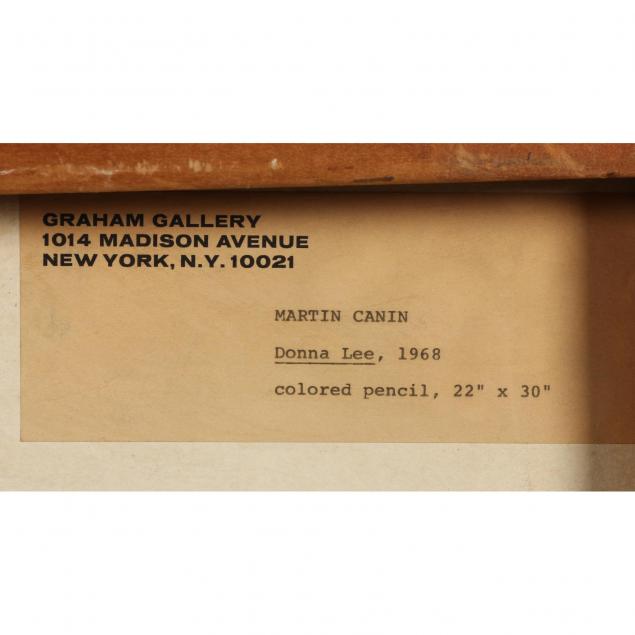 GRAHAM GALLERY
1014 MADISON AVENUE
NEW YORK, N.Y. 10021
MARTIN CANIN
Donna Lee, 1968
colored pencil, 22" x 30"